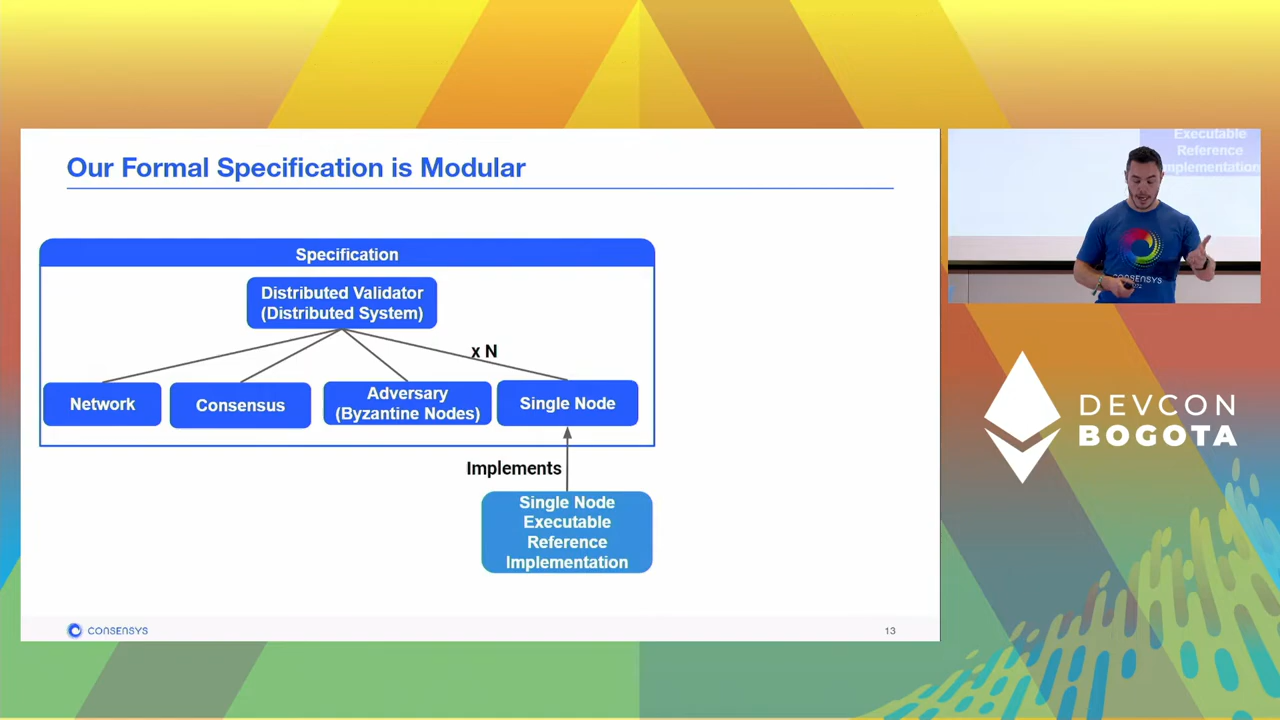 Our Formal Specification is Modular
Specification
Distributed Validator
(Distributed System)
x N
Network
Consensus
Adversary
(Byzantine Nodes)
Single Node
Implements
Single Node
Executable
Reference
Implementation
CONSENSYS
13
Executable
Reference
Implementation
CONSENSYS
DEVCON
BOGOTA